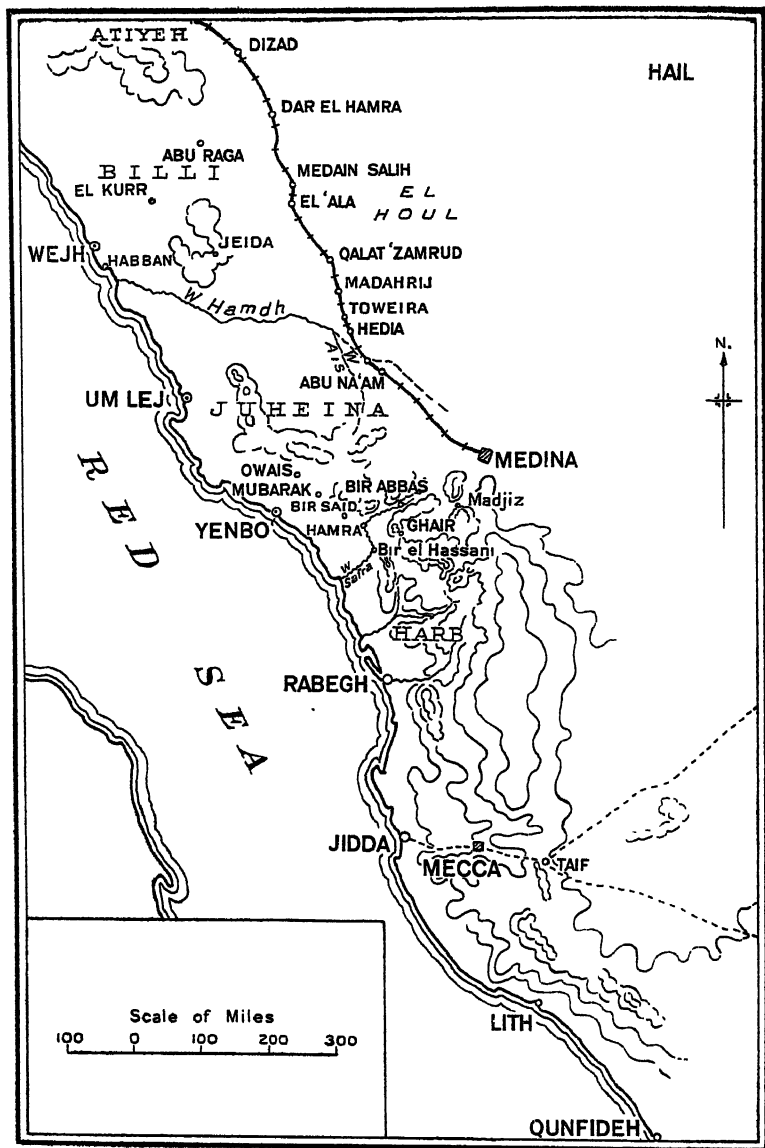 ATIYEH
DIZAD
HAIL
DAR EL HAMRA
ABU RAGA
BILLI
MEDAIN SALIH
EL KURR
EL 'ALA
EL
HOUL
JEIDA
WEJH
HABBAN
QALAT 'ZAMRUD
MADAHRIJ
W Hamdh
TOWEIRA
HEDIA
W Ais
N.
ABU NA'AM
UM LEJ
JUHEINA
MEDINA
RED
SEA
OWAIS
MUBARAK
BIR ABBAS
Madjiz
BIR SAID'
YENBO
HAMRA
GHAIR
Bir el Hassani
W Safra
HARB
RABEGH
JIDDA
MECCA
TAIF
Scale of Miles
100 0 100 200 300
LITH
QUNFIDEH